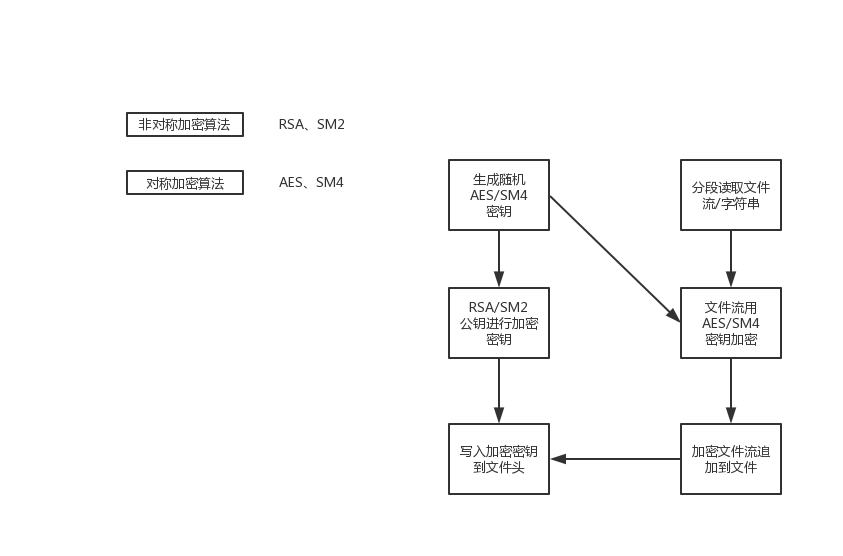 非对称加密算法
RSA、SM2
对称加密算法
AES、SM4
生成随机
AES/SM4
密钥
分段读取文件
流/字符串
RSA/SM2
公钥进行加密
密钥
文件流用
AES/SM4
密钥加密
写入加密密钥
到文件头
加密文件流追
加到文件